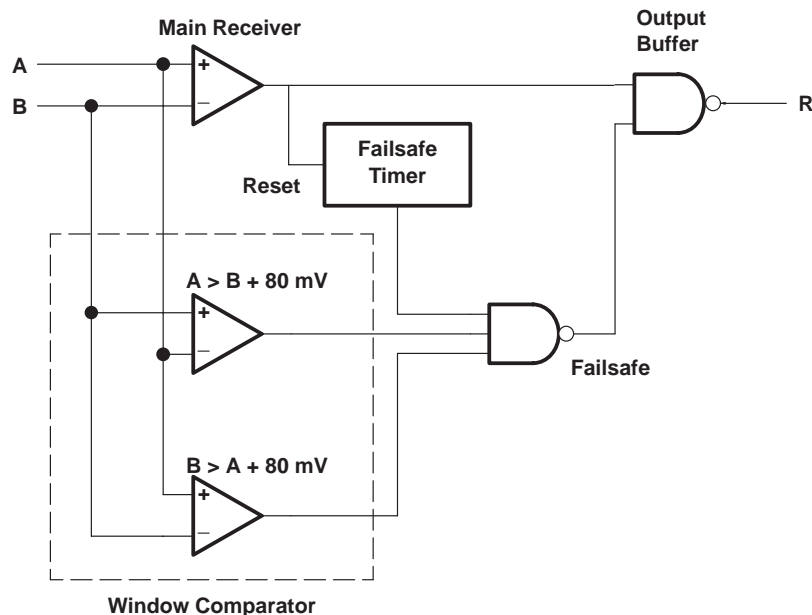 Output
Buffer
Main Receiver
A
+
B
_
R
Failsafe
Timer
Reset
A > B + 80 mV
+
_
Failsafe
B > A + 80 mV
+
_
Window Comparator